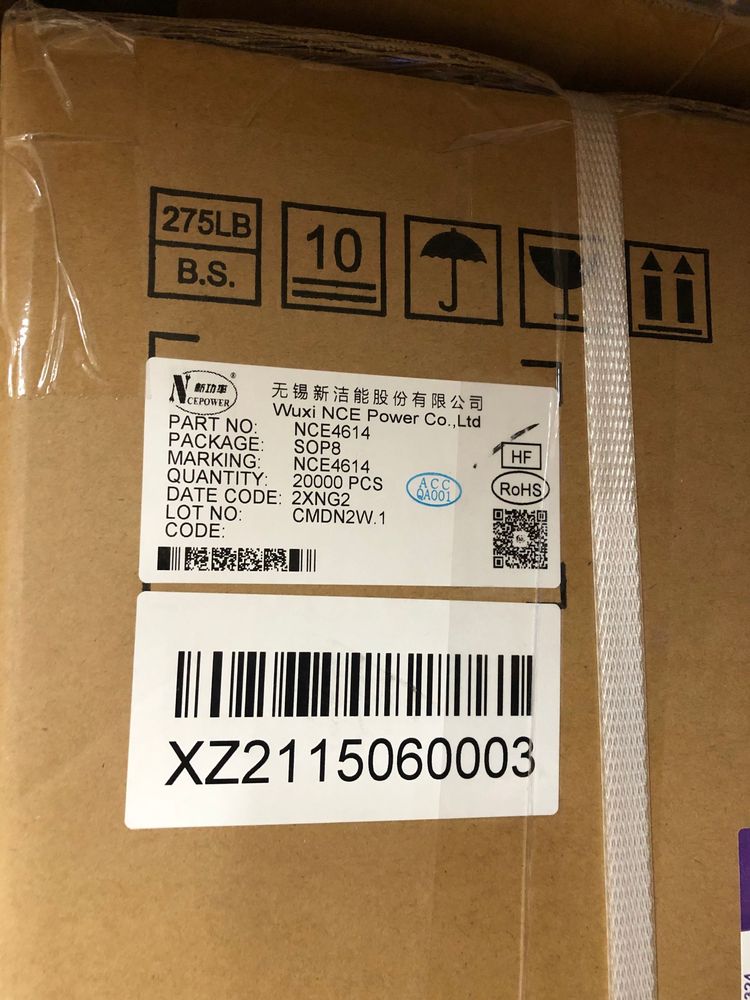 275LB
B.S.
10
新功率
NCEPOWER
®
无锡新洁能股份有限公司
Wuxi NCE Power Co.,Ltd
PART NO: NCE4614
PACKAGE: SOP8
MARKING: NCE4614
QUANTITY: 20000 PCS
DATE CODE: 2XNG2
LOT NO: CMDN2W.1
CODE:
ACC
QA001
HF
RoHS
XZ2115060003